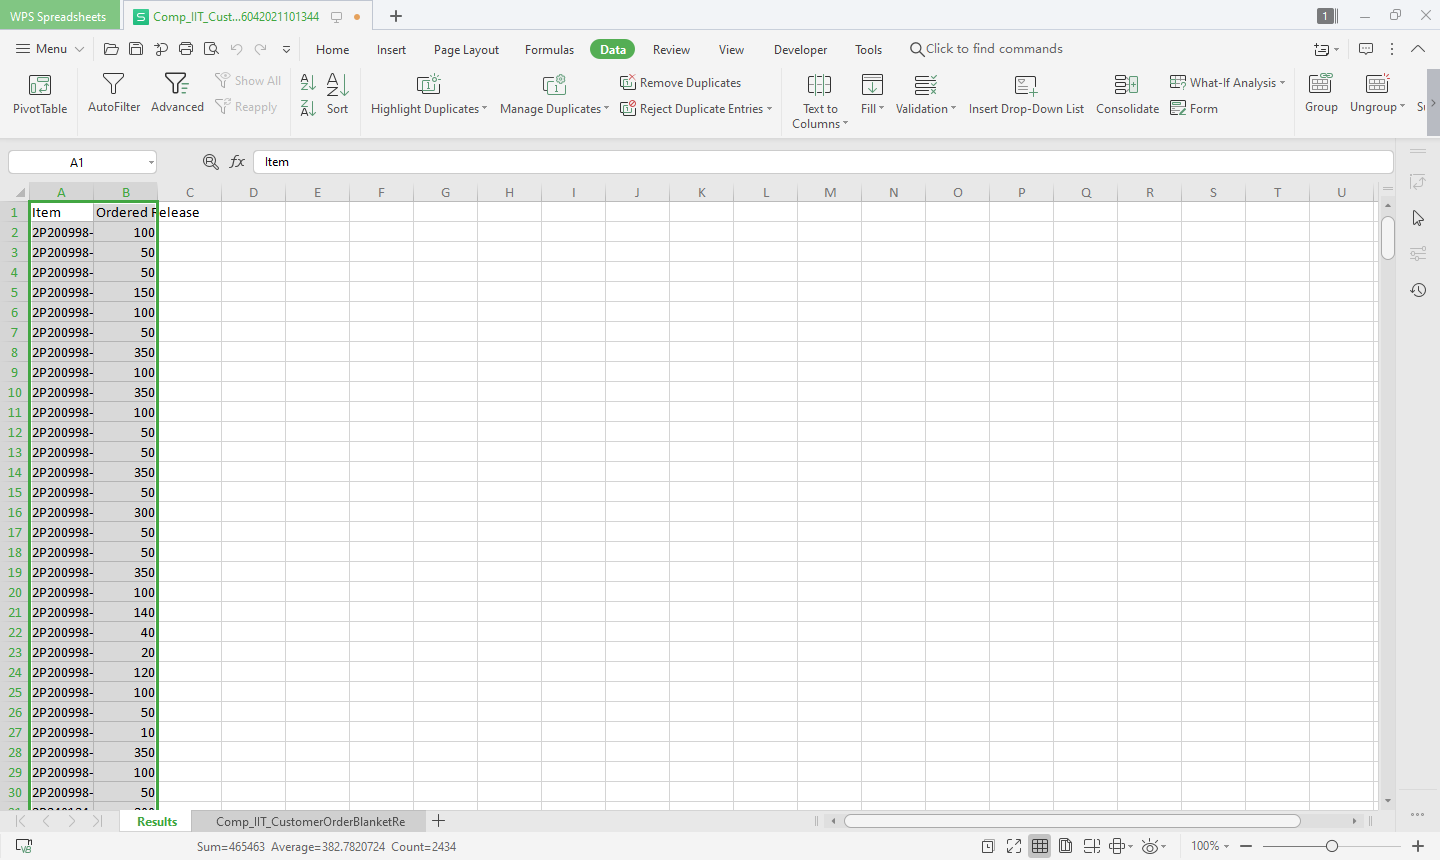 WPS Spreadsheets
Comp_IIT_Cust...6042021101344
1
Menu
Home
Insert
Page Layout
Formulas
Data
Review
View
Developer
Tools
Click to find commands
PivotTable
AutoFilter
Advanced
Show All
Reapply
Sort
Highlight Duplicates
Manage Duplicates
Remove Duplicates
Reject Duplicate Entries
Text to
Columns
Fill
Validation
Insert Drop-Down List
Consolidate
What-If Analysis
Form
Group
Ungroup
A1
fx
Item
A B C D E F G H I J K L M N O P Q R S T U
1 Item Ordered Release
2 2P200998- 100
3 2P200998- 50
4 2P200998- 50
5 2P200998- 150
6 2P200998- 100
7 2P200998- 50
8 2P200998- 350
9 2P200998- 100
10 2P200998- 350
11 2P200998- 100
12 2P200998- 50
13 2P200998- 50
14 2P200998- 350
15 2P200998- 50
16 2P200998- 300
17 2P200998- 50
18 2P200998- 50
19 2P200998- 350
20 2P200998- 100
21 2P200998- 140
22 2P200998- 40
23 2P200998- 20
24 2P200998- 120
25 2P200998- 100
26 2P200998- 50
27 2P200998- 10
28 2P200998- 350
29 2P200998- 100
30 2P200998- 50
Results
Comp_IIT_CustomerOrderBlanketRe
Sum=465463 Average=382.7820724 Count=2434
100%